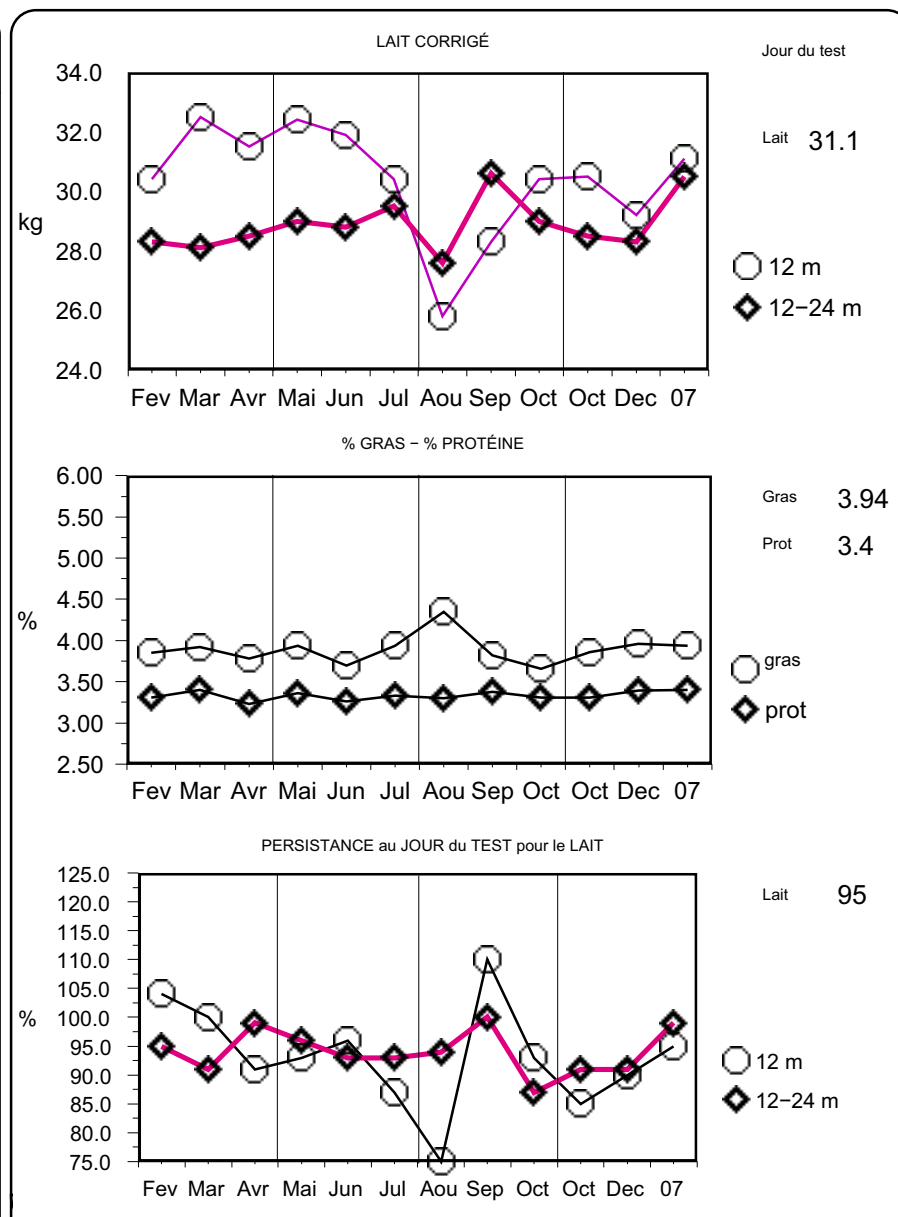 LAIT CORRIGÉ
Jour du test
34.0
32.0
Lait 31.1
30.0
kg
28.0
12 m
26.0
12−24 m
24.0
Fev Mar Avr Mai Jun Jul Aou Sep Oct Oct Dec 07
% GRAS − % PROTÉINE
6.00
Gras 3.94
5.50
Prot 3.4
5.00
4.50
%
4.00
gras
3.50
prot
3.00
2.50
Fev Mar Avr Mai Jun Jul Aou Sep Oct Oct Dec 07
PERSISTANCE au JOUR du TEST pour le LAIT
125.0
Lait 95
120.0
115.0
110.0
105.0
100.0
%
95.0
90.0
12 m
85.0
12−24 m
80.0
75.0
Fev Mar Avr Mai Jun Jul Aou Sep Oct Oct Dec 07